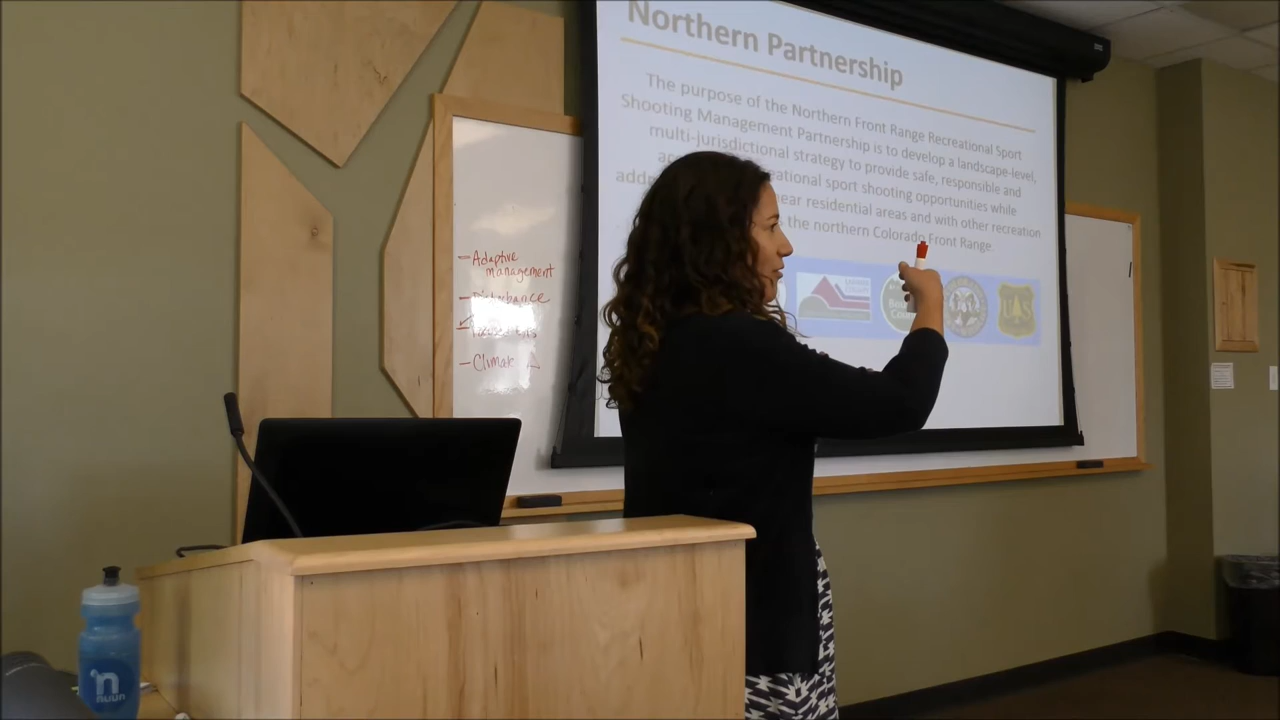 Northern Partnership
The purpose of the Northern Front Range Recreational Sport
Shooting Management Partnership is to develop a landscape-level,
multi-jurisdictional strategy to provide safe, responsible and
recreational sport shooting opportunities while
near residential areas and with other recreation
the northern Colorado Front Range.
- Adaptive
management
- Disturbance
- Climate Δ
nuun